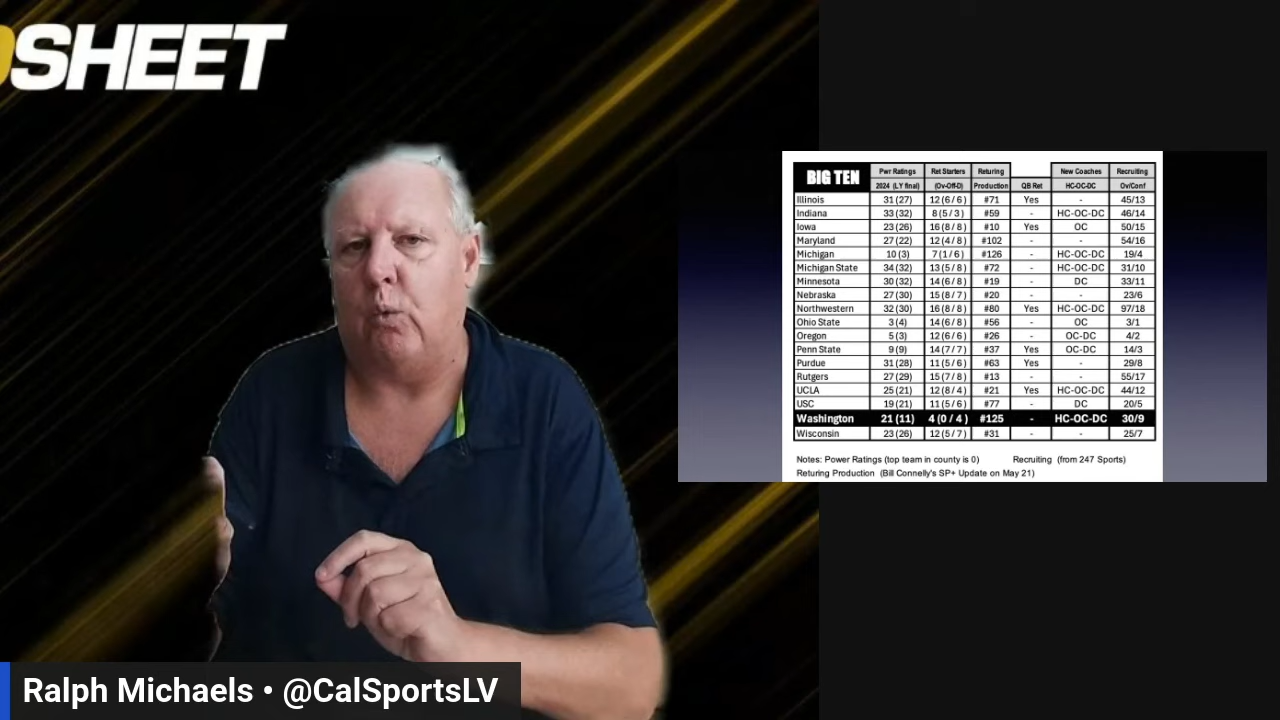 SHEET
BIG TEN Pwr Ratings Ret Starters Returing New Coaches Recruiting
2024 (LY final) (Ov-Off-D) Production QB Ret HC-OC-DC Ov/Conf
Illinois 31 (27) 12 (6 / 6) #71 Yes - 45/13
Indiana 33 (32) 8 (5 / 3) #59 - HC-OC-DC 46/14
Iowa 23 (26) 16 (8 / 8) #10 Yes OC 50/15
Maryland 27 (22) 12 (4 / 8) #102 - - 54/16
Michigan 10 (3) 7 (1 / 6) #126 - HC-OC-DC 19/4
Michigan State 34 (32) 13 (5 / 8) #72 - HC-OC-DC 31/10
Minnesota 30 (32) 14 (6 / 8) #19 - DC 33/11
Nebraska 27 (30) 15 (8 / 7) #20 - - 23/6
Northwestern 32 (30) 16 (8 / 8) #80 Yes HC-OC-DC 97/18
Ohio State 3 (4) 14 (6 / 8) #56 - OC 3/1
Oregon 5 (3) 12 (6 / 6) #26 - OC-DC 4/2
Penn State 9 (9) 14 (7 / 7) #37 Yes OC-DC 14/3
Purdue 31 (28) 11 (5 / 6) #63 Yes - 29/8
Rutgers 27 (29) 15 (7 / 8) #13 - - 55/17
UCLA 25 (21) 12 (8 / 4) #21 Yes HC-OC-DC 44/12
USC 19 (21) 11 (5 / 6) #77 - DC 20/5
Washington 21 (11) 4 (0 / 4) #125 - HC-OC-DC 30/9
Wisconsin 23 (26) 12 (5 / 7) #31 - - 25/7
Notes: Power Ratings (top team in county is 0) Recruiting (from 247 Sports)
Returing Production (Bill Connelly's SP+ Update on May 21)
Ralph Michaels • @CalSportsLV